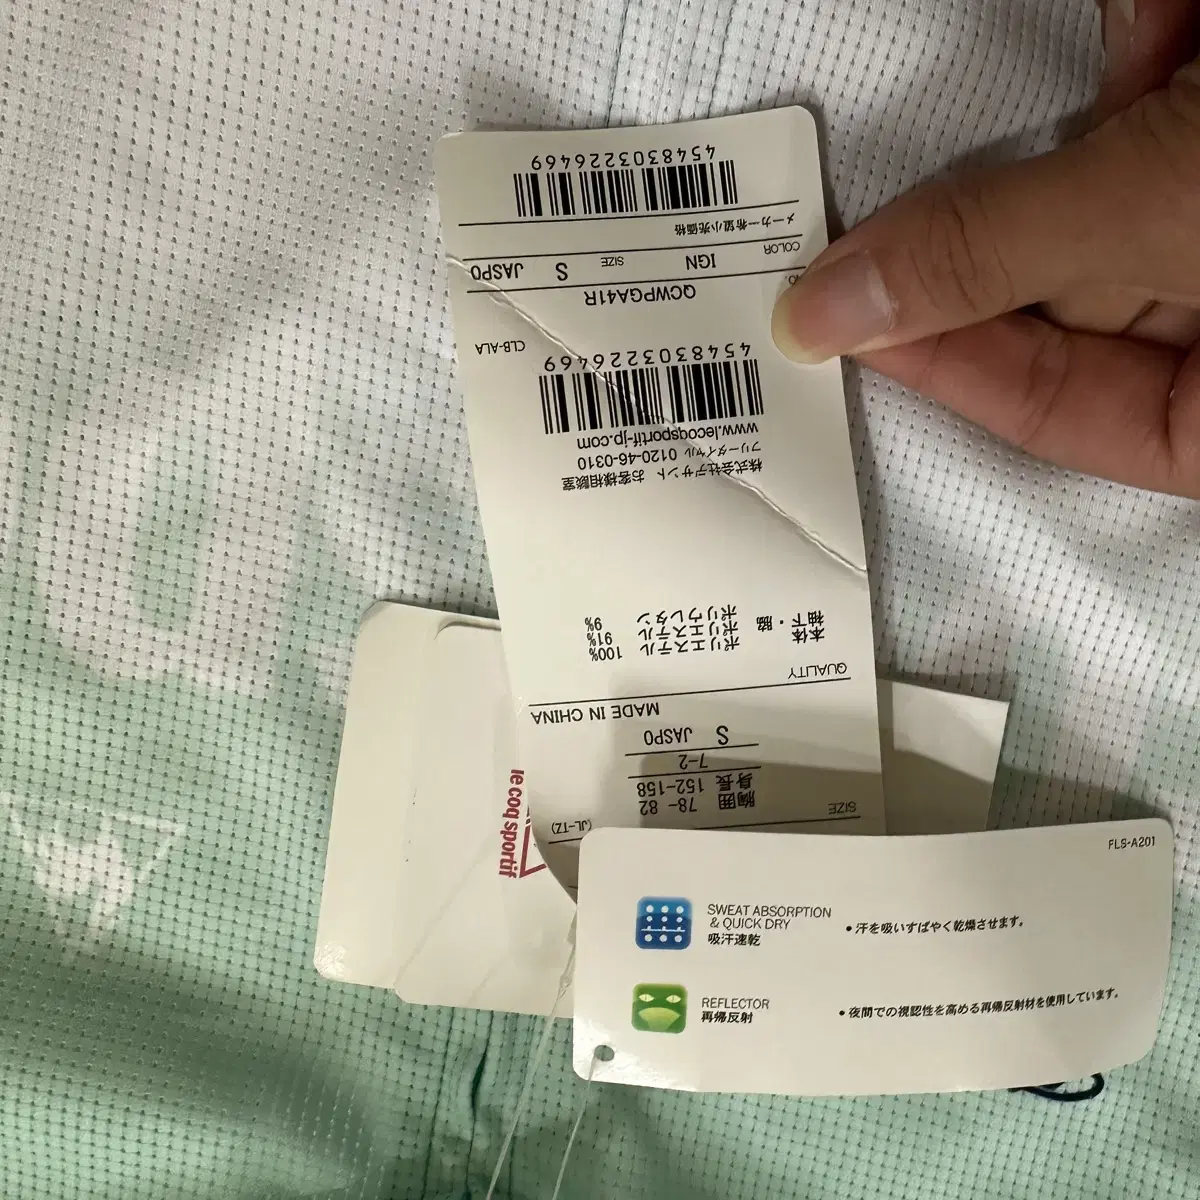 (JL-TZ)
SIZE
胸囲 78-82
身長 152-158
7-2
S JASPO
MADE IN CHINA
QUALITY
本体 ポリエステル 100%
袖下・脇 ポリエステル 91%
ポリウレタン 9%
株式会社デサント お客様相談室
フリーダイヤル 0120-46-0310
www.lecoqsportif-jp.com
4548303226469
CLB-ALA
QCWPGA41R
COLOR IGN SIZE S JASPO
メーカー希望小売価格
4548303226469
le coq sportif
FLS-A201
SWEAT ABSORPTION
& QUICK DRY
吸汗速乾
•汗を吸いすばやく乾燥させます。
REFLECTOR
再帰反射
•夜間での視認性を高める再帰反射材を使用しています。